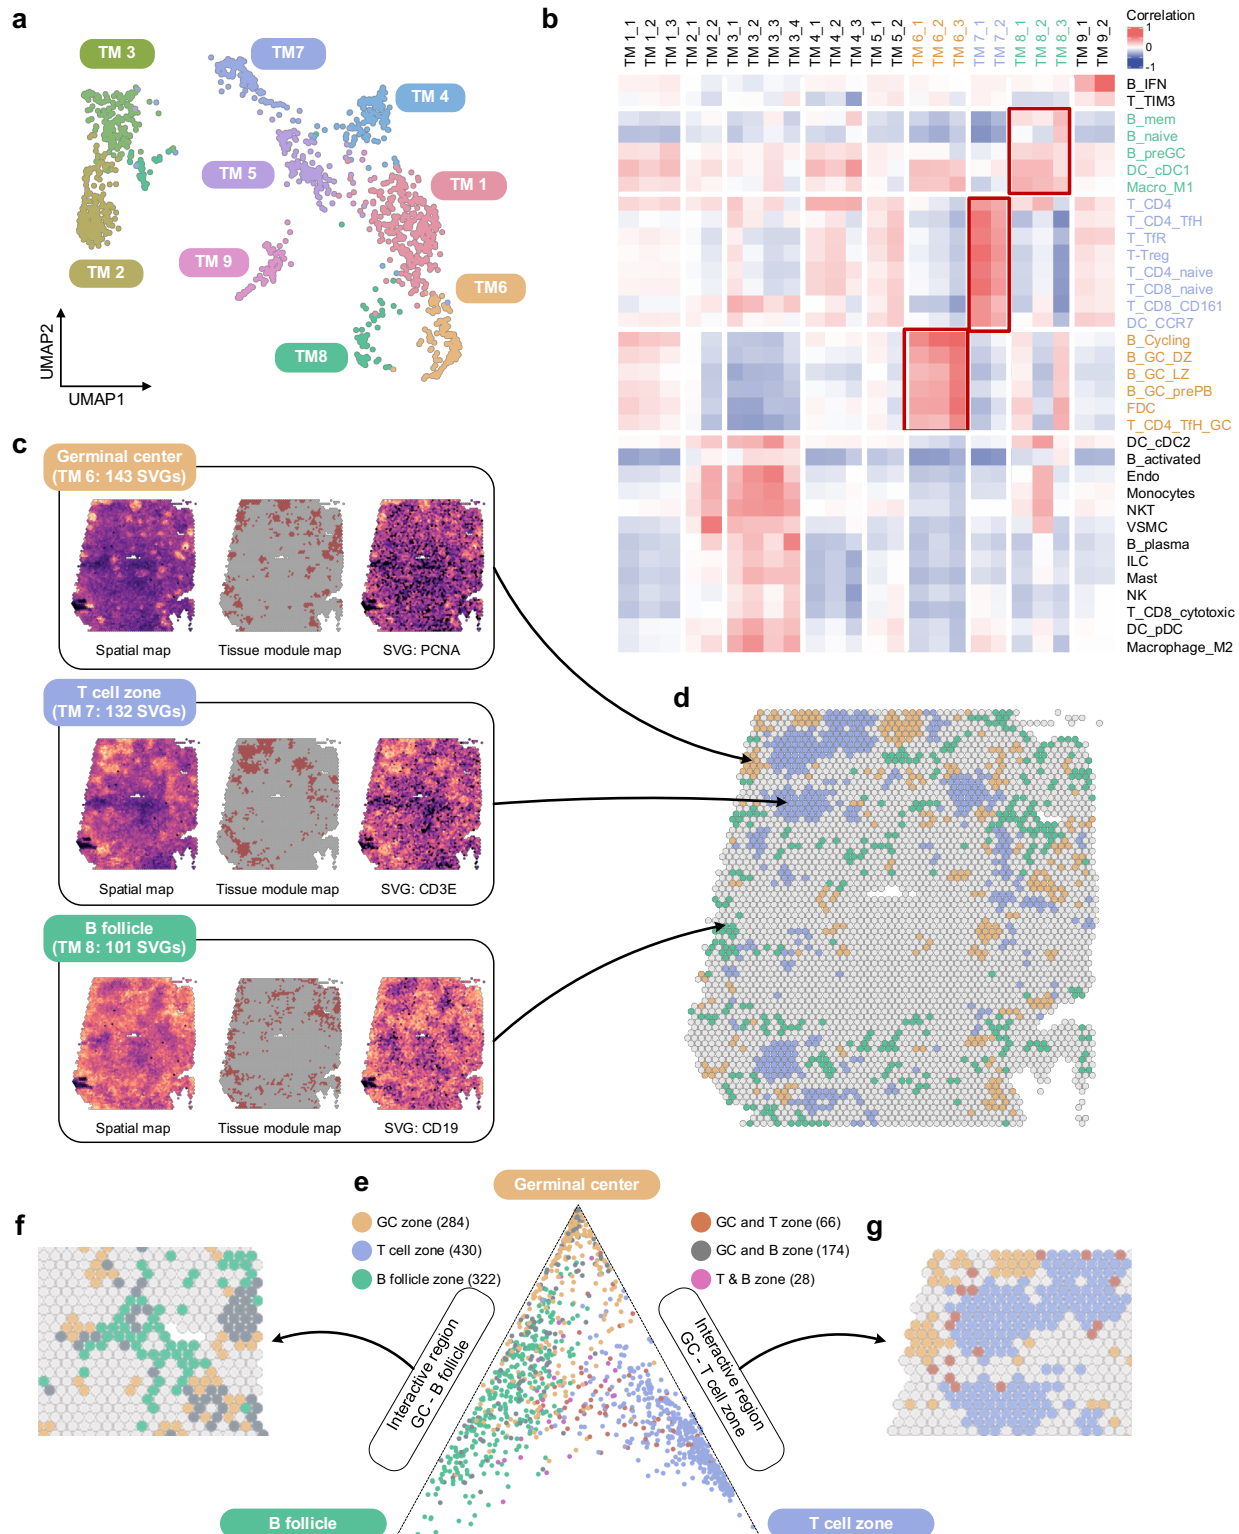 a
TM 3
TM7
TM 4
TM 5
TM 1
TM 9
TM 2
TM6
TM8
UMAP2
UMAP1
b
TM 1_1
TM 1_2
TM 1_3
TM 2_1
TM 2_2
TM 3_1
TM 3_2
TM 3_3
TM 3_4
TM 4_1
TM 4_2
TM 4_3
TM 5_1
TM 5_2
TM 6_1
TM 6_2
TM 6_3
TM 7_1
TM 7_2
TM 8_1
TM 8_2
TM 8_3
TM 9_1
TM 9_2
Correlation
1
0
-1
B_IFN
T_TIM3
B_mem
B_naive
B_preGC
DC_cDC1
Macro_M1
T_CD4
T_CD4_TfH
T_TfR
T-Treg
T_CD4_naive
T_CD8_naive
T_CD8_CD161
DC_CCR7
B_Cycling
B_GC_DZ
B_GC_LZ
B_GC_prePB
FDC
T_CD4_TfH_GC
DC_cDC2
B_activated
Endo
Monocytes
NKT
VSMC
B_plasma
ILC
Mast
NK
T_CD8_cytotoxic
DC_pDC
Macrophage_M2
c
Germinal center
(TM 6: 143 SVGs)
Spatial map
Tissue module map
SVG: PCNA
T cell zone
(TM 7: 132 SVGs)
Spatial map
Tissue module map
SVG: CD3E
B follicle
(TM 8: 101 SVGs)
Spatial map
Tissue module map
SVG: CD19
d
e
Germinal center
GC zone (284)
T cell zone (430)
B follicle zone (322)
GC and T zone (66)
GC and B zone (174)
T & B zone (28)
Interactive region
GC - B follicle
Interactive region
GC - T cell zone
B follicle
T cell zone
f
g